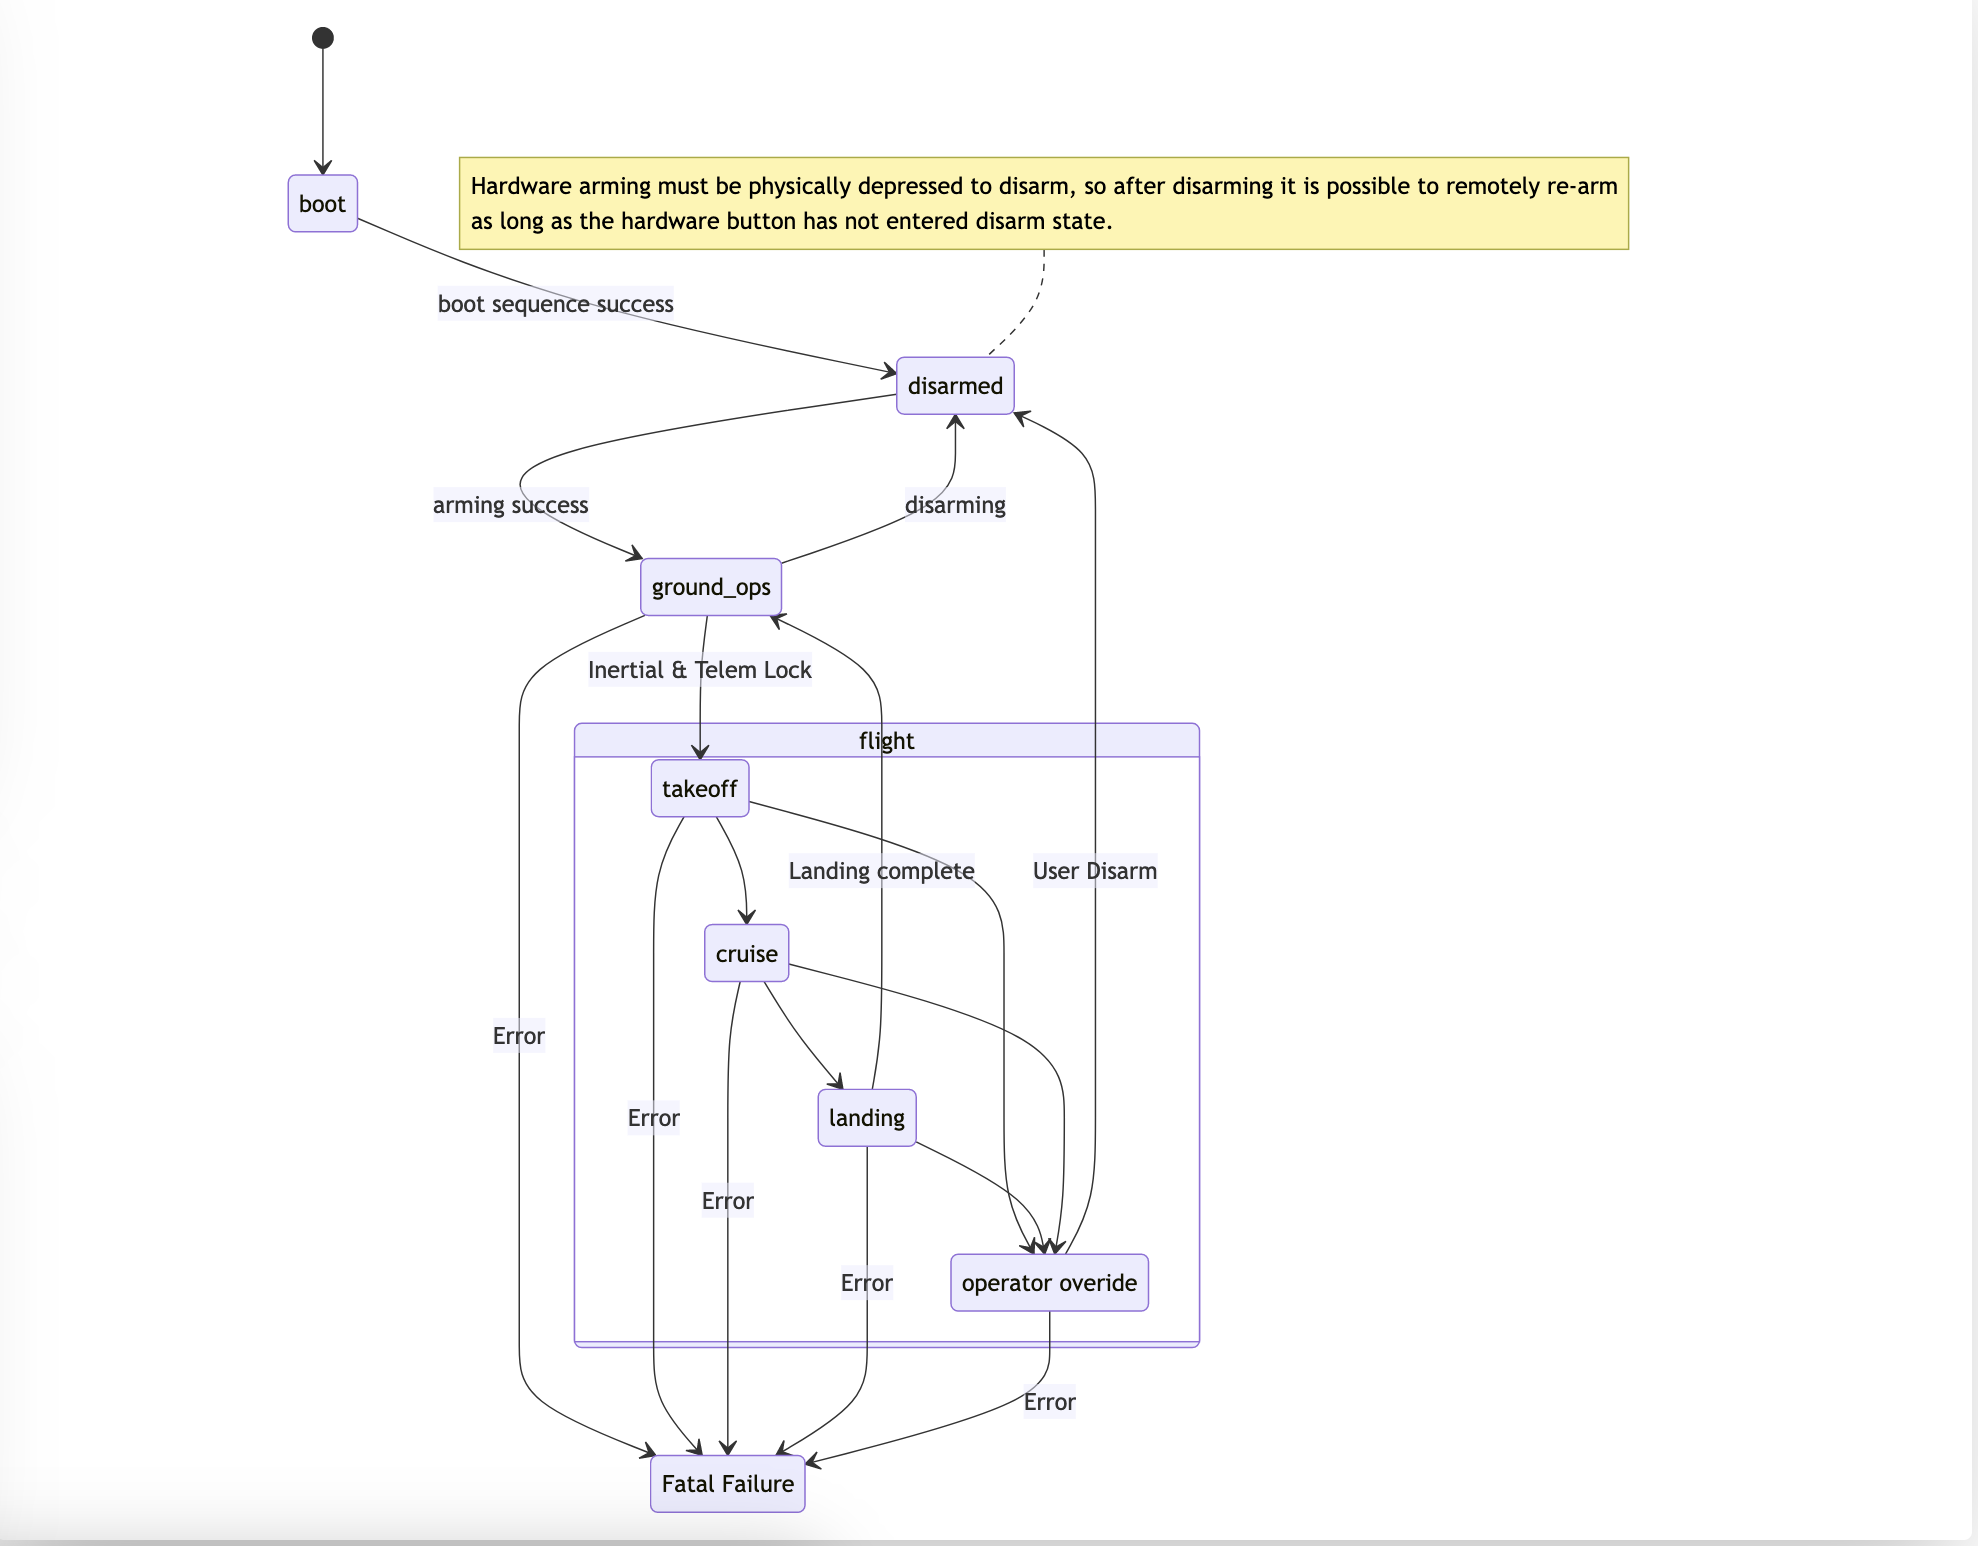 boot
Hardware arming must be physically depressed to disarm, so after disarming it is possible to remotely re-arm
as long as the hardware button has not entered disarm state.
boot sequence success
disarmed
arming success
disarming
ground_ops
Inertial & Telem Lock
flight
takeoff
Landing complete
User Disarm
cruise
Error
Error
landing
Error
Error
operator overide
Error
Fatal Failure